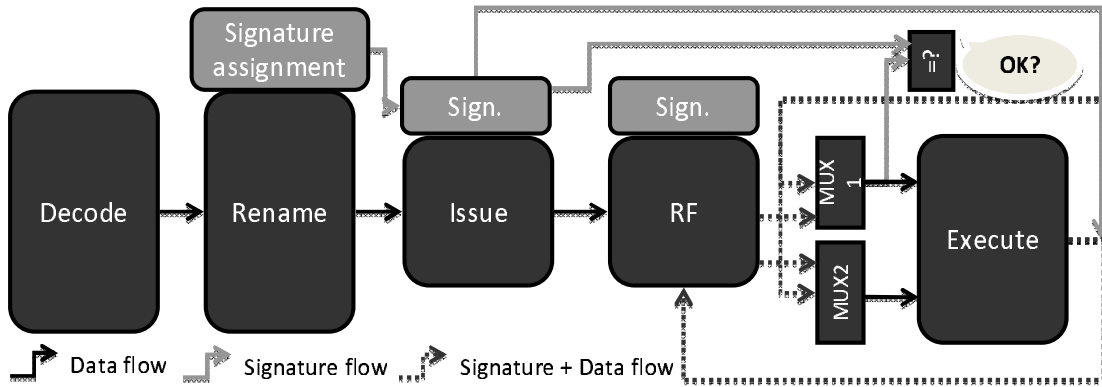 Signature
assignment
Sign.
Sign.
=?
OK?
Decode
Rename
Issue
RF
MUX
1
MUX2
Execute
Data flow
Signature flow
Signature + Data flow